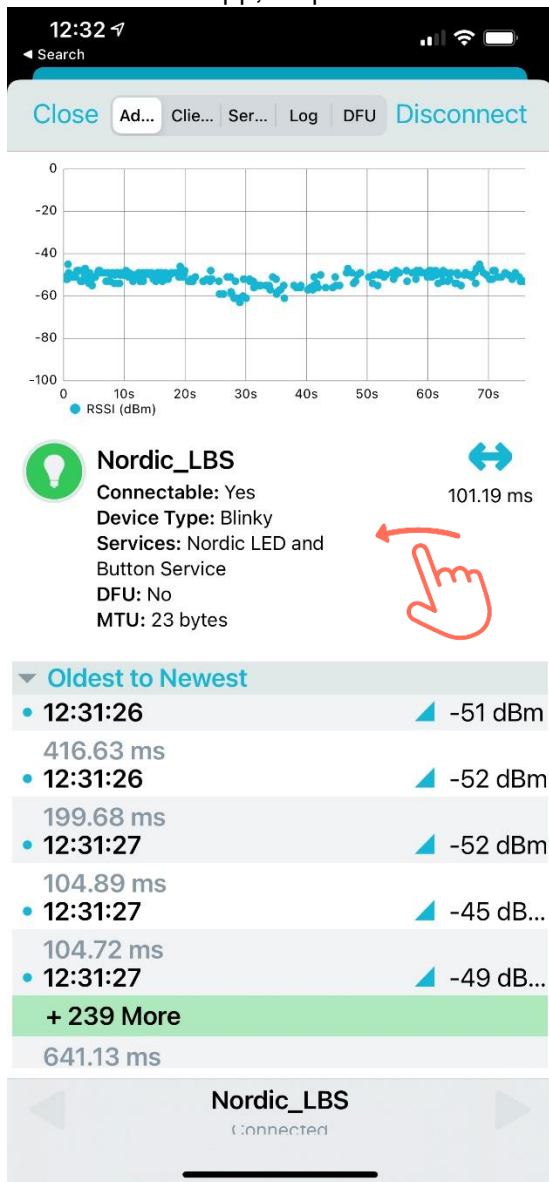 12:32
◀ Search
Close Ad... Clie... Ser... Log DFU Disconnect
0
-20
-40
-60
-80
-100
0 10s 20s 30s 40s 50s 60s 70s
RSSI (dBm)
Nordic_LBS
Connectable: Yes
101.19 ms
Device Type: Blinky
Services: Nordic LED and
Button Service
DFU: No
MTU: 23 bytes
Oldest to Newest
12:31:26 -51 dBm
416.63 ms
12:31:26 -52 dBm
199.68 ms
12:31:27 -52 dBm
104.89 ms
12:31:27 -45 dB...
104.72 ms
12:31:27 -49 dB...
+ 239 More
641.13 ms
Nordic_LBS
Connected